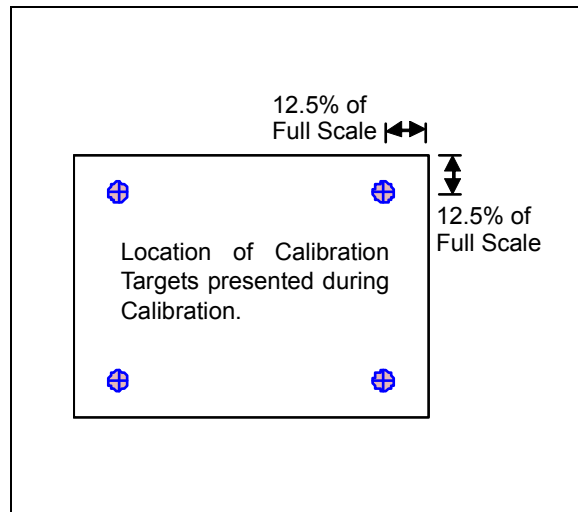 12.5% of
Full Scale
12.5% of
Full Scale
Location of Calibration
Targets presented during
Calibration.